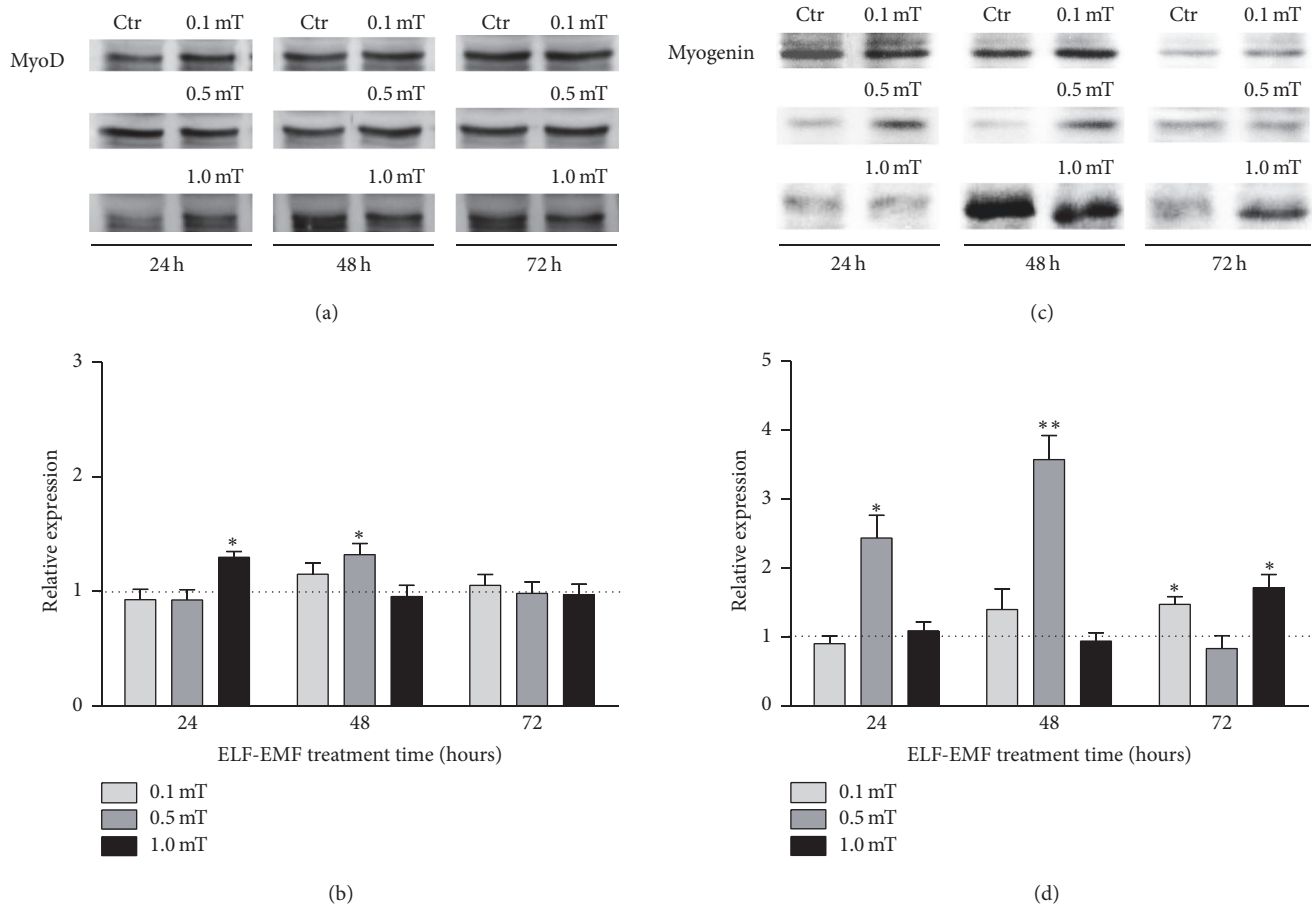 Ctr 0.1 mT Ctr 0.1 mT Ctr 0.1 mT
MyoD
0.5 mT 0.5 mT 0.5 mT
1.0 mT 1.0 mT 1.0 mT
24 h 48 h 72 h
(a)
Ctr 0.1 mT Ctr 0.1 mT Ctr 0.1 mT
Myogenin
0.5 mT 0.5 mT 0.5 mT
1.0 mT 1.0 mT 1.0 mT
24 h 48 h 72 h
(c)
3
2
1
0
Relative expression
*
*
24 48 72
ELF-EMF treatment time (hours)
0.1 mT
0.5 mT
1.0 mT
(b)
5
4
3
2
1
0
Relative expression
*
**
*
*
24 48 72
ELF-EMF treatment time (hours)
0.1 mT
0.5 mT
1.0 mT
(d)